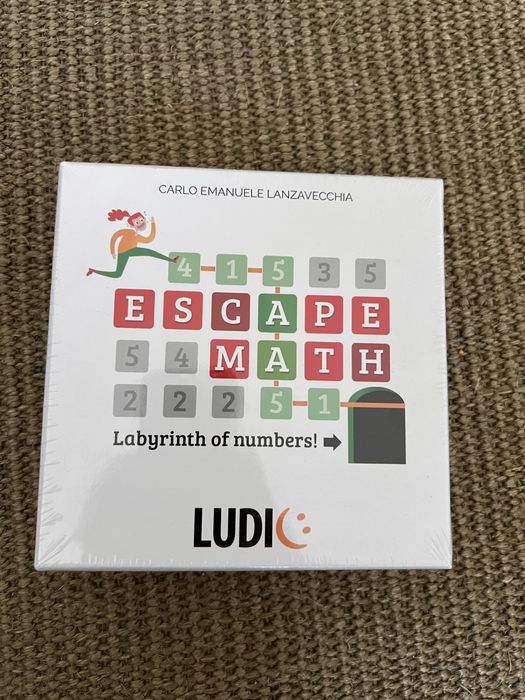 CARLO EMANUELE LANZAVECCHIA
4 1 5 3 5
ESCAPE
5 4 MATH
2 2 2 5 1
Labyrinth of numbers!
LUDIC